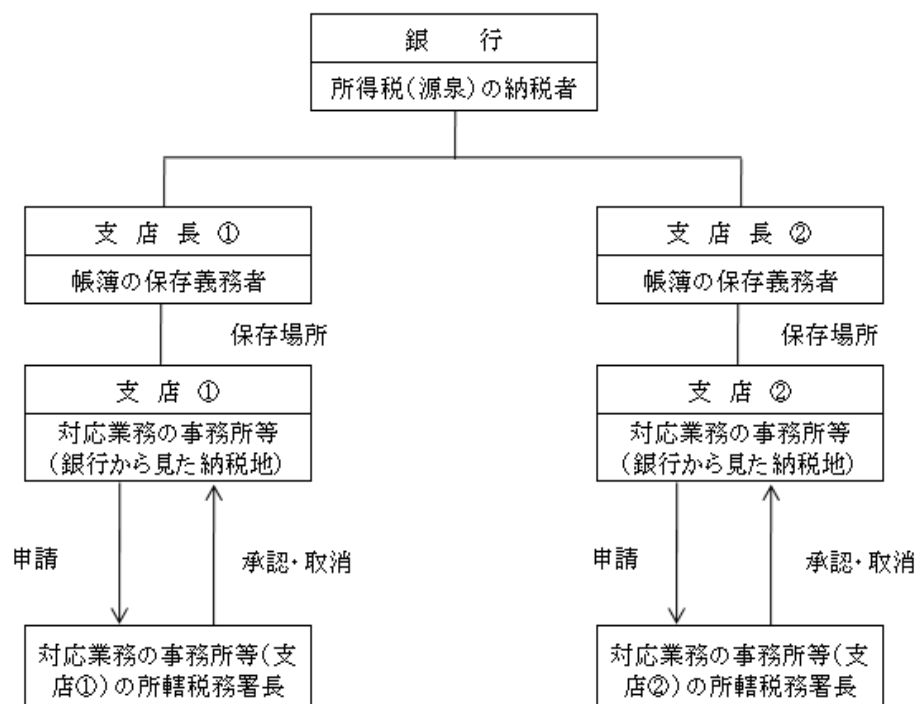 銀　行
所得税(源泉)の納税者
支店長①
帳簿の保存義務者
保存場所
支店①
対応業務の事務所等
(銀行から見た納税地)
申請
承認・取消
対応業務の事務所等(支
店①)の所轄税務署長
支店長②
帳簿の保存義務者
保存場所
支店②
対応業務の事務所等
(銀行から見た納税地)
申請
承認・取消
対応業務の事務所等(支
店②)の所轄税務署長